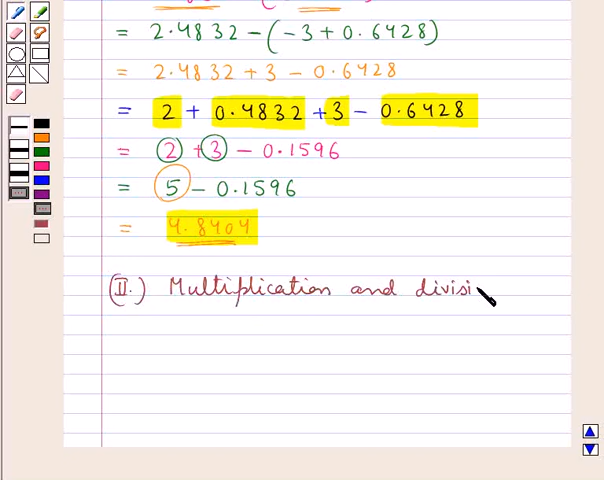 = 2.4832 - (-3 + 0.6428)
= 2.4832 + 3 - 0.6428
= 2 + 0.4832 + 3 - 0.6428
= 2 + 3 - 0.1596
= 5 - 0.1596
= 4.8404
(II.) Multiplication and divisi